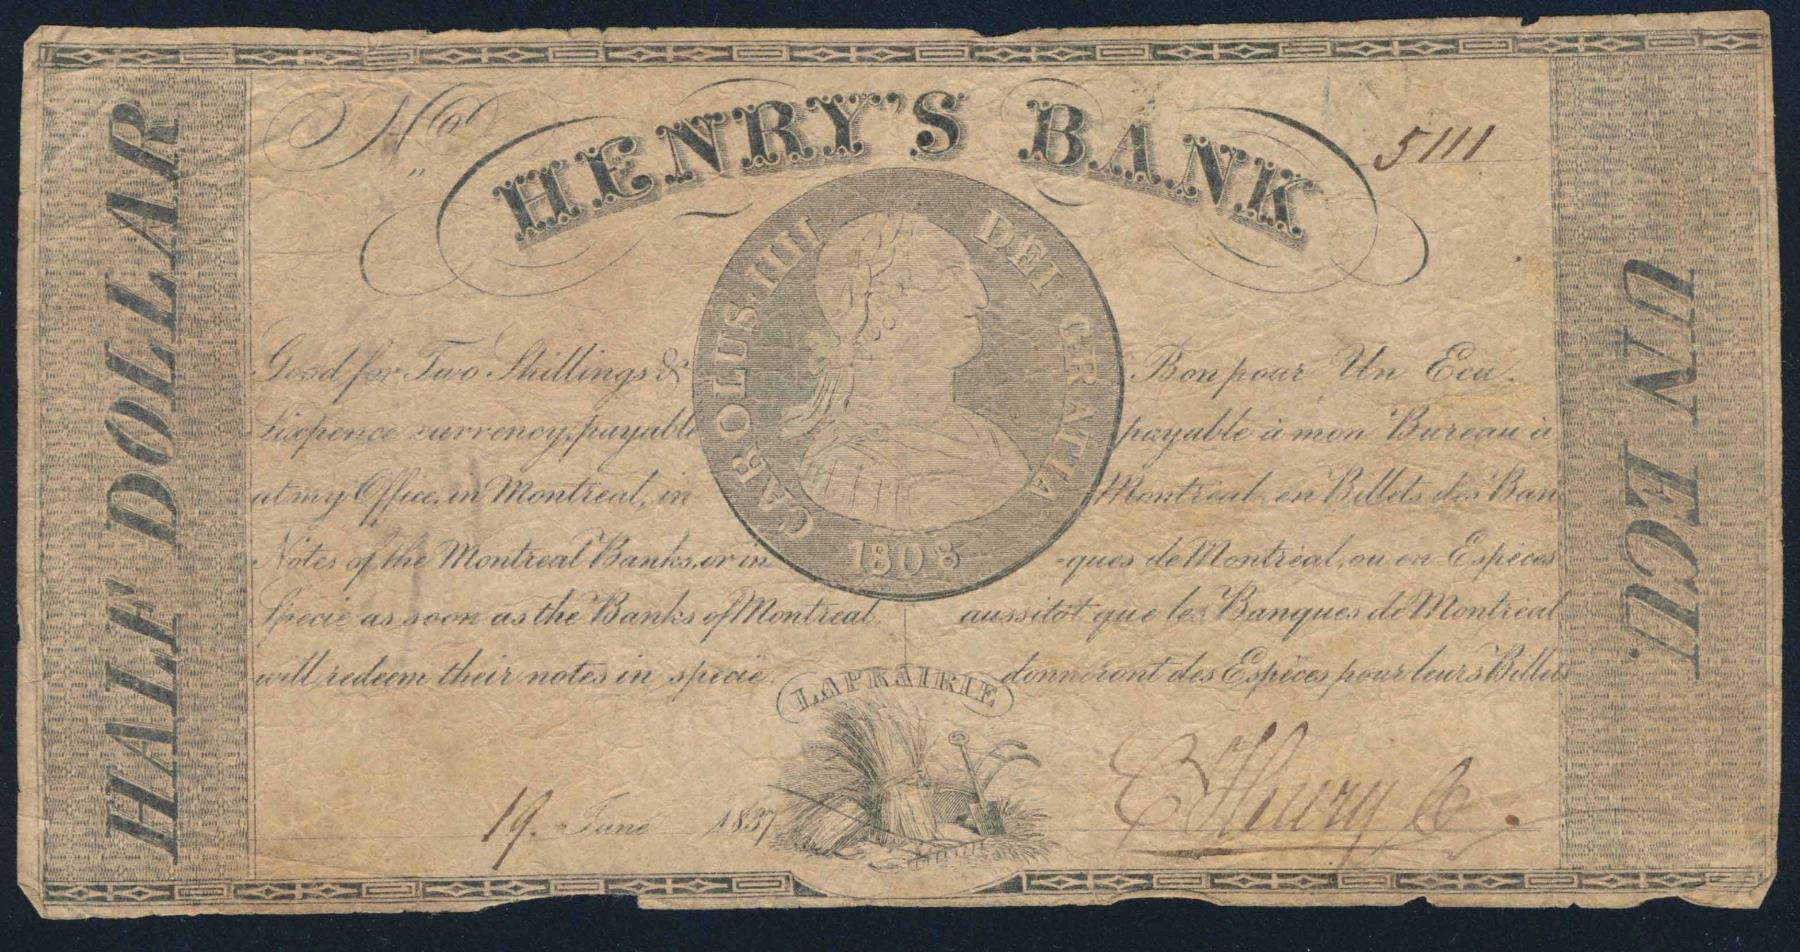 HENRY'S BANK
No
5111
HALF DOLLAR
UN ECU.
CAROLUS·IIII DEI GRATIA
1808
Good for Two Shillings &
Sixpence currency, payable
at my Office, in Montreal, in
Notes of the Montreal Banks, or in
Specie as soon as the Banks of Montreal
will redeem their notes in specie.
Bon pour Un Ecu.
payable à mon Bureau à
Montréal, en Billets des Ban
-ques de Montréal, ou en Espèces
aussitôt que les Banques de Montréal
donneront des Espèces pour leurs Billets
LAPRAIRIE
19. June 1837
Henry